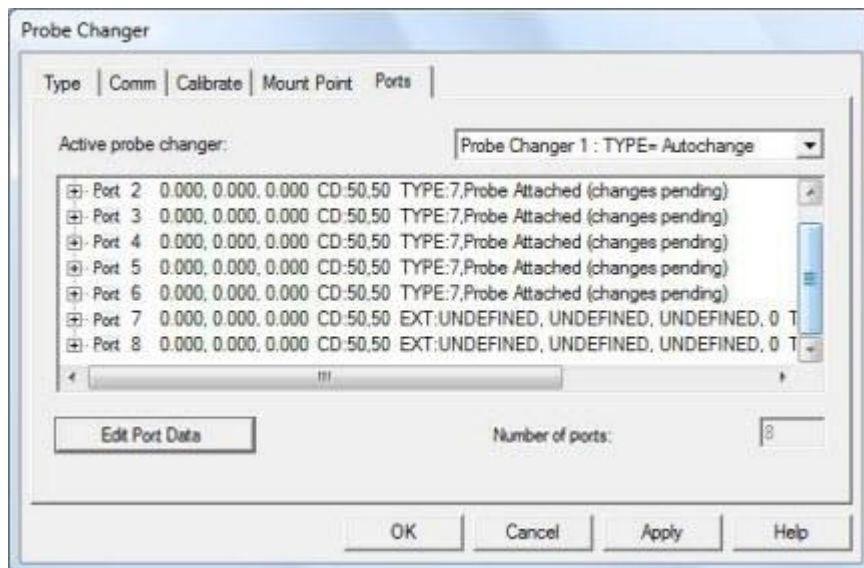 Probe Changer
Type Comm Calibrate Mount Point Ports
Active probe changer: Probe Changer 1 : TYPE= Autochange
Port 2 0.000, 0.000, 0.000 CD:50,50 TYPE:7,Probe Attached (changes pending)
Port 3 0.000, 0.000, 0.000 CD:50,50 TYPE:7,Probe Attached (changes pending)
Port 4 0.000, 0.000, 0.000 CD:50,50 TYPE:7,Probe Attached (changes pending)
Port 5 0.000, 0.000, 0.000 CD:50,50 TYPE:7,Probe Attached (changes pending)
Port 6 0.000, 0.000, 0.000 CD:50,50 TYPE:7,Probe Attached (changes pending)
Port 7 0.000, 0.000, 0.000 CD:50,50 EXT:UNDEFINED, UNDEFINED, UNDEFINED, 0 T
Port 8 0.000, 0.000, 0.000 CD:50,50 EXT:UNDEFINED, UNDEFINED, UNDEFINED, 0 T
Edit Port Data Number of ports: 8
OK Cancel Apply Help